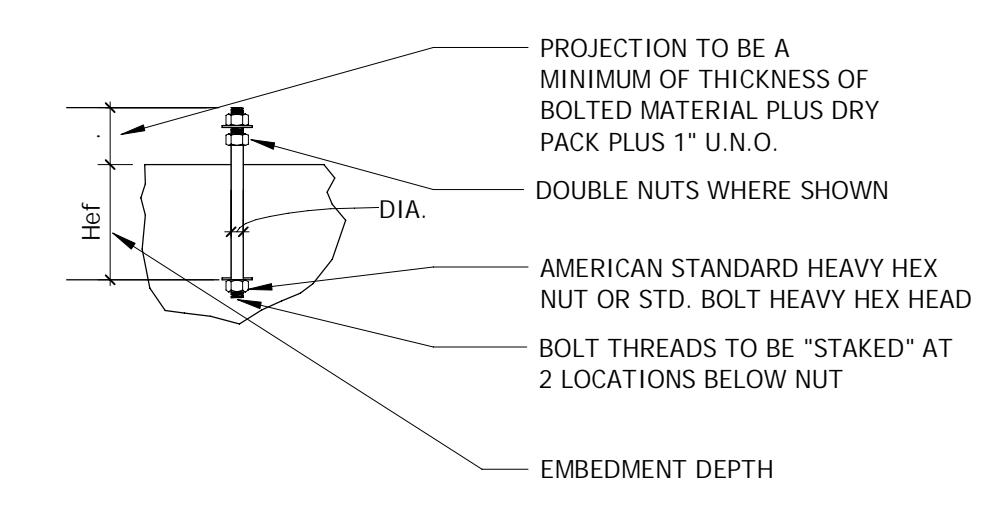 PROJECTION TO BE A
MINIMUM OF THICKNESS OF
BOLTED MATERIAL PLUS DRY
PACK PLUS 1" U.N.O.
DOUBLE NUTS WHERE SHOWN
Hef
DIA.
AMERICAN STANDARD HEAVY HEX
NUT OR STD. BOLT HEAVY HEX HEAD
BOLT THREADS TO BE "STAKED" AT
2 LOCATIONS BELOW NUT
EMBEDMENT DEPTH